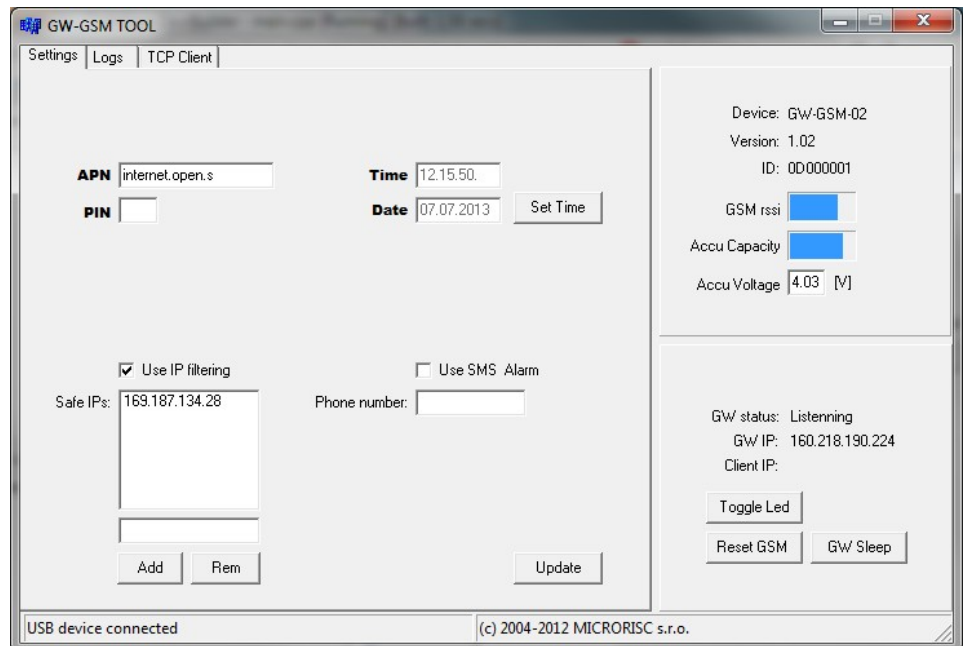 GW-GSM TOOL
Settings
Logs
TCP Client
APN internet.open.s
PIN
Time 12.15.50.
Date 07.07.2013
Set Time
Use IP filtering
Safe IPs: 169.187.134.28
Add
Rem
Use SMS Alarm
Phone number:
Update
Device: GW-GSM-02
Version: 1.02
ID: 0D000001
GSM rssi
Accu Capacity
Accu Voltage 4.03 [V]
GW status: Listenning
GW IP: 160.218.190.224
Client IP:
Toggle Led
Reset GSM
GW Sleep
USB device connected
(c) 2004-2012 MICRORISC s.r.o.